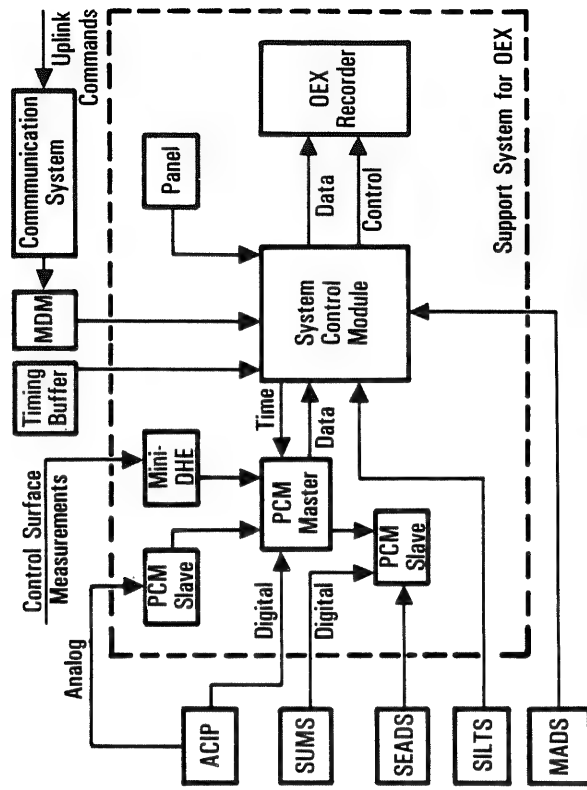 Uplink
Commands
Commmunication
System
MDM
Timing
Buffer
Control Surface
Measurements
Analog
Panel
Mini-
DHE
PCM
Slave
OEX
Recorder
Data
Control
System
Control
Module
Time
Data
PCM
Master
Digital
Digital
PCM
Slave
Support System for OEX
ACIP
SUMS
SEADS
SILTS
MADS